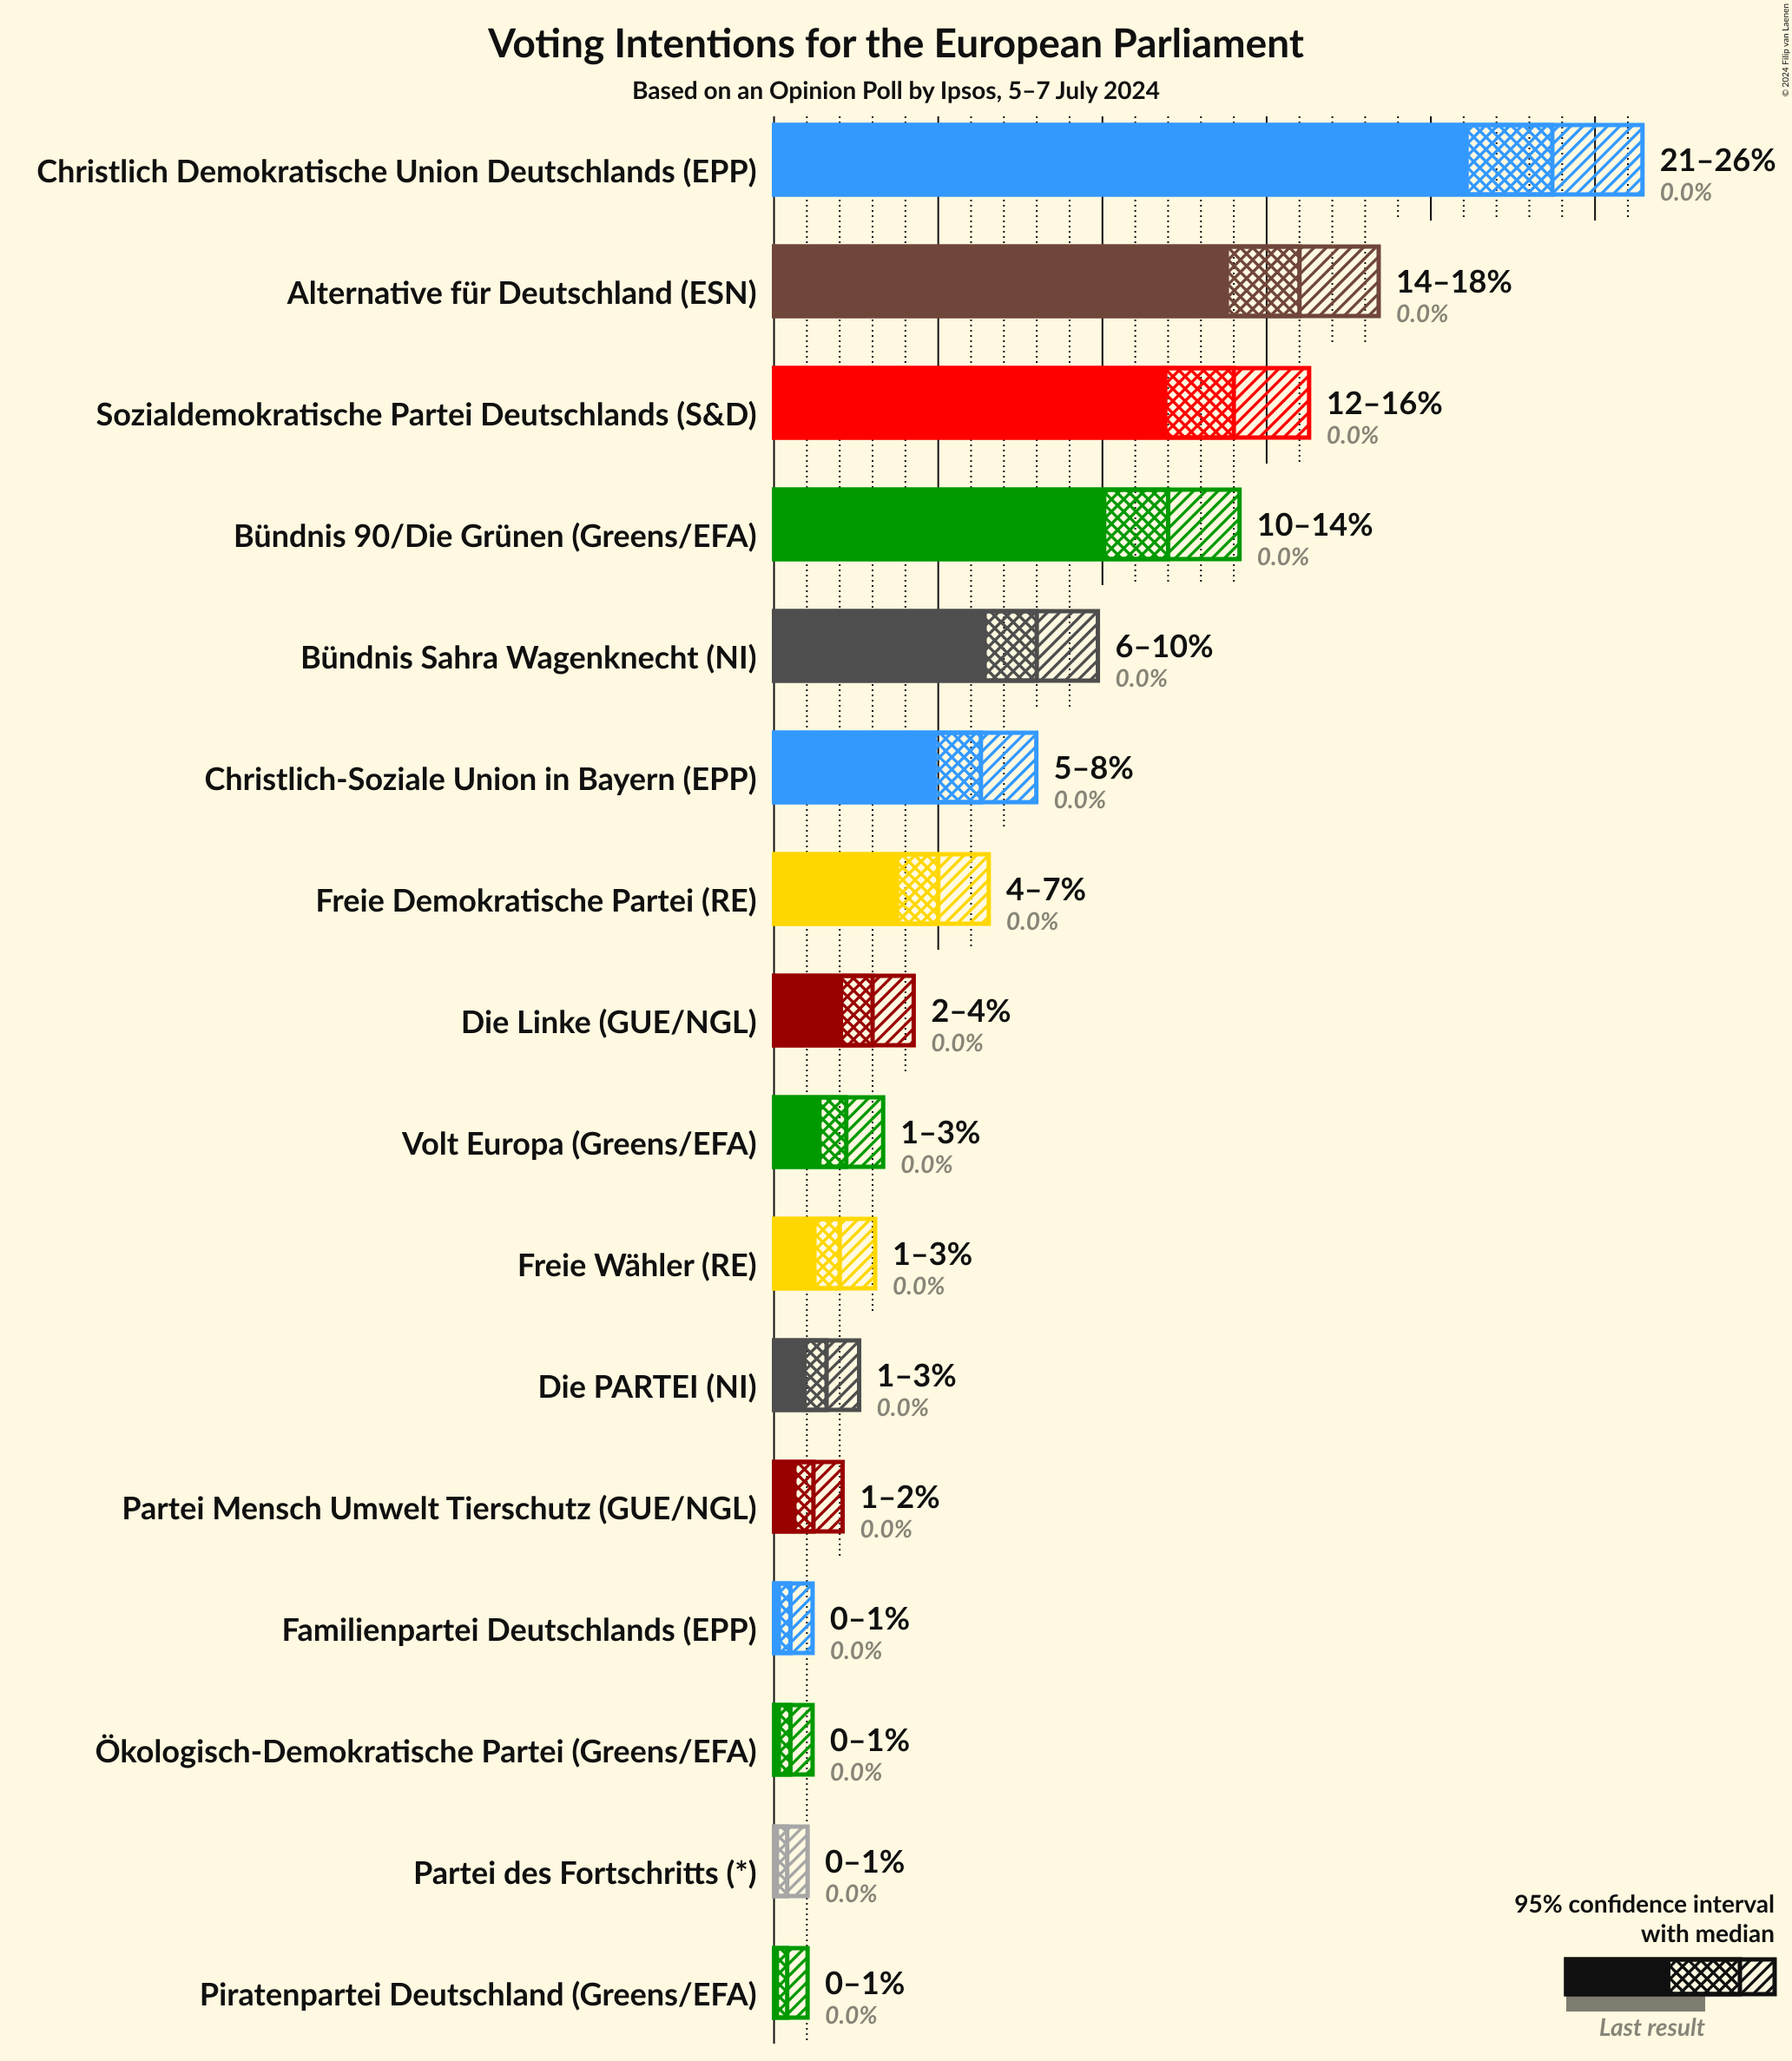 Voting Intentions for the European Parliament
Based on an Opinion Poll by Ipsos, 5–7 July 2024
© 2024 Filip van Laenen
Christlich Demokratische Union Deutschlands (EPP)
21–26%
0.0%
Alternative für Deutschland (ESN)
14–18%
0.0%
Sozialdemokratische Partei Deutschlands (S&D)
12–16%
0.0%
Bündnis 90/Die Grünen (Greens/EFA)
10–14%
0.0%
Bündnis Sahra Wagenknecht (NI)
6–10%
0.0%
Christlich-Soziale Union in Bayern (EPP)
5–8%
0.0%
Freie Demokratische Partei (RE)
4–7%
0.0%
Die Linke (GUE/NGL)
2–4%
0.0%
Volt Europa (Greens/EFA)
1–3%
0.0%
Freie Wähler (RE)
1–3%
0.0%
Die PARTEI (NI)
1–3%
0.0%
Partei Mensch Umwelt Tierschutz (GUE/NGL)
1–2%
0.0%
Familienpartei Deutschlands (EPP)
0–1%
0.0%
Ökologisch-Demokratische Partei (Greens/EFA)
0–1%
0.0%
Partei des Fortschritts (*)
0–1%
0.0%
Piratenpartei Deutschland (Greens/EFA)
0–1%
0.0%
95% confidence interval
with median
Last result